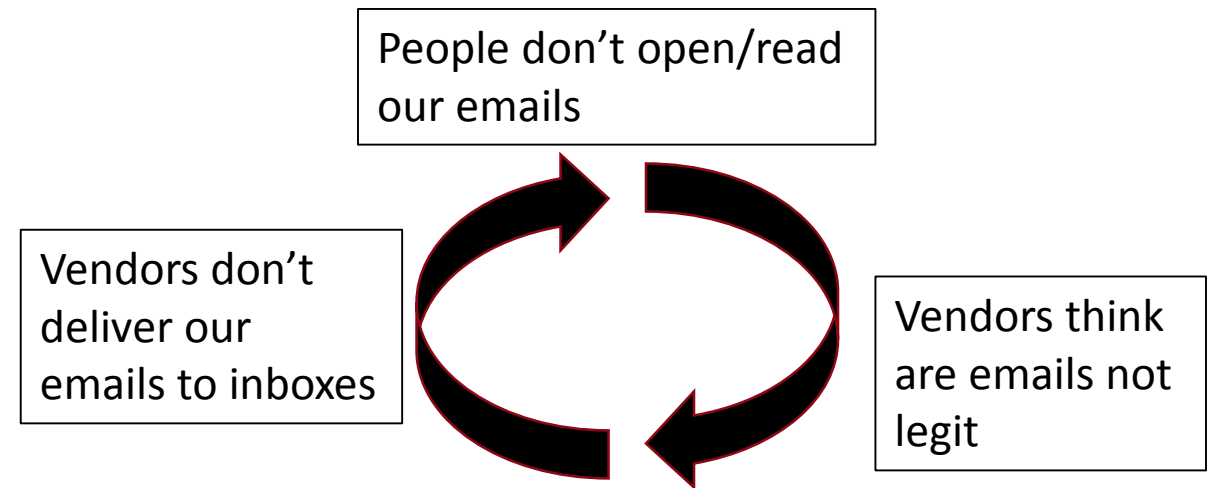 People don’t open/read
our emails
Vendors don’t
deliver our
emails to inboxes
Vendors think
are emails not
legit